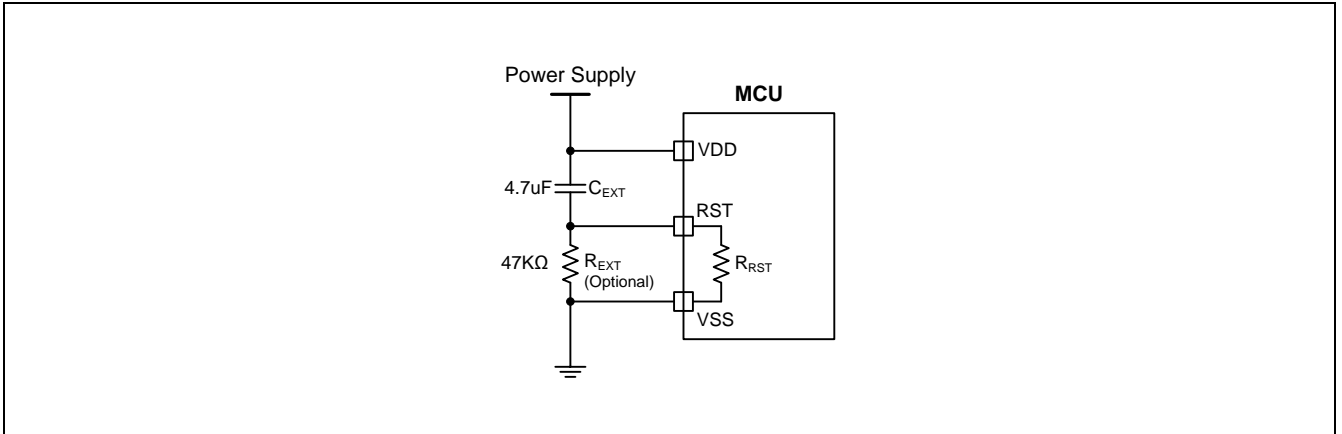 Power Supply
MCU
VDD
4.7uF CEXT
RST
47KΩ REXT
(Optional)
RRST
VSS